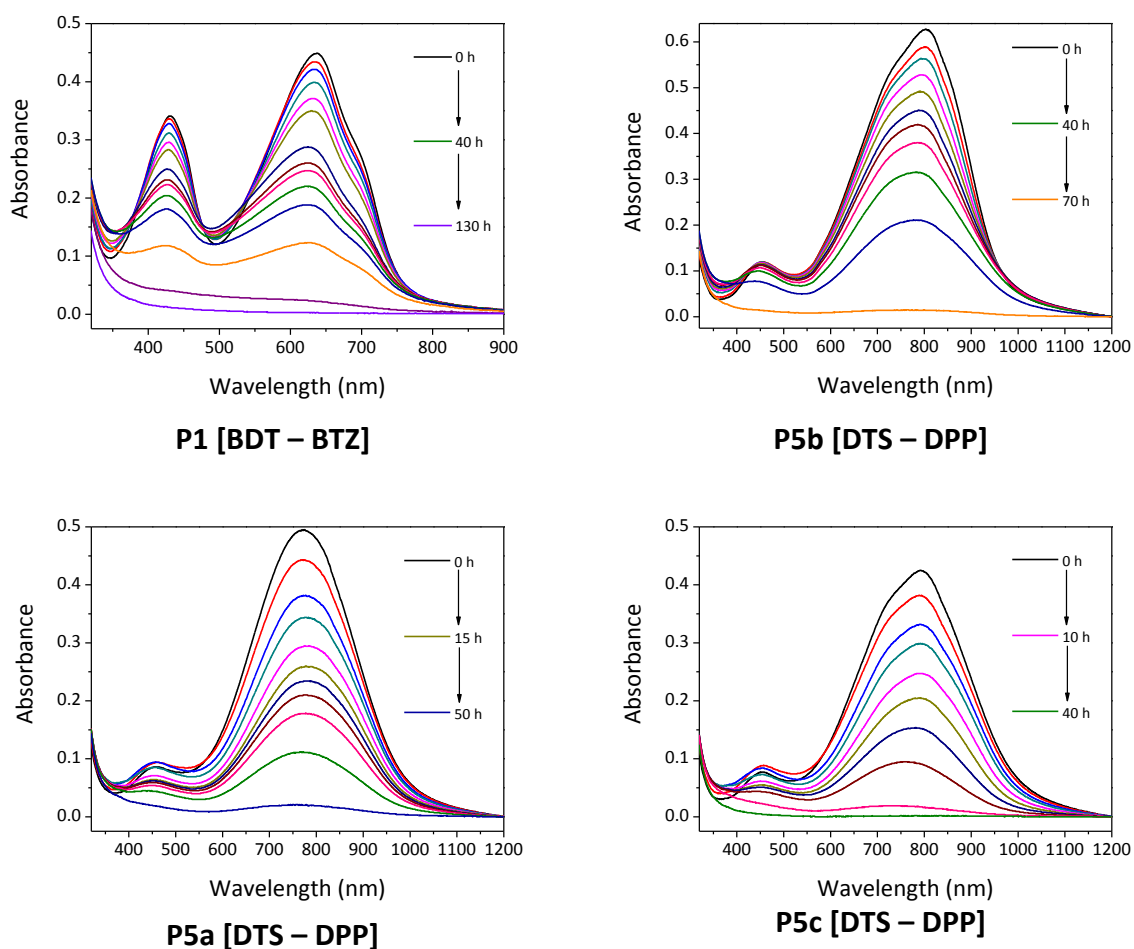 0.5
0.4
0.3
0.2
0.1
0.0
Absorbance
0 h
40 h
130 h
400 500 600 700 800 900
Wavelength (nm)
P1 [BDT – BTZ]
0.6
0.5
0.4
0.3
0.2
0.1
0.0
Absorbance
0 h
40 h
70 h
400 500 600 700 800 900 1000 1100 1200
Wavelength (nm)
P5b [DTS – DPP]
0.5
0.4
0.3
0.2
0.1
0.0
Absorbance
0 h
15 h
50 h
400 500 600 700 800 900 1000 1100 1200
Wavelength (nm)
P5a [DTS – DPP]
0.5
0.4
0.3
0.2
0.1
0.0
Absorbance
0 h
10 h
40 h
400 500 600 700 800 900 1000 1100 1200
Wavelength (nm)
P5c [DTS – DPP]